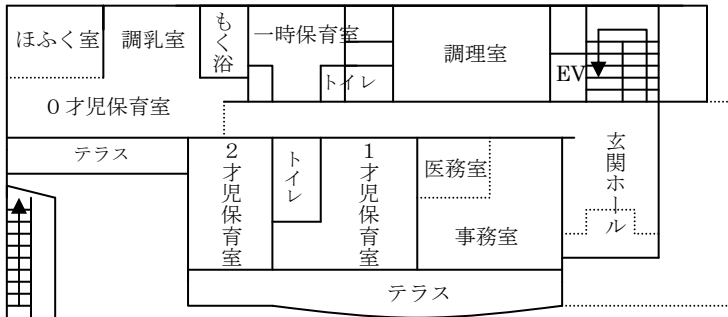 ほふく室
調乳室
もく浴
一時保育室
トイレ
調理室
EV
0才児保育室
テラス
2才児保育室
トイレ
1才児保育室
医務室
事務室
玄関ホール
テラス